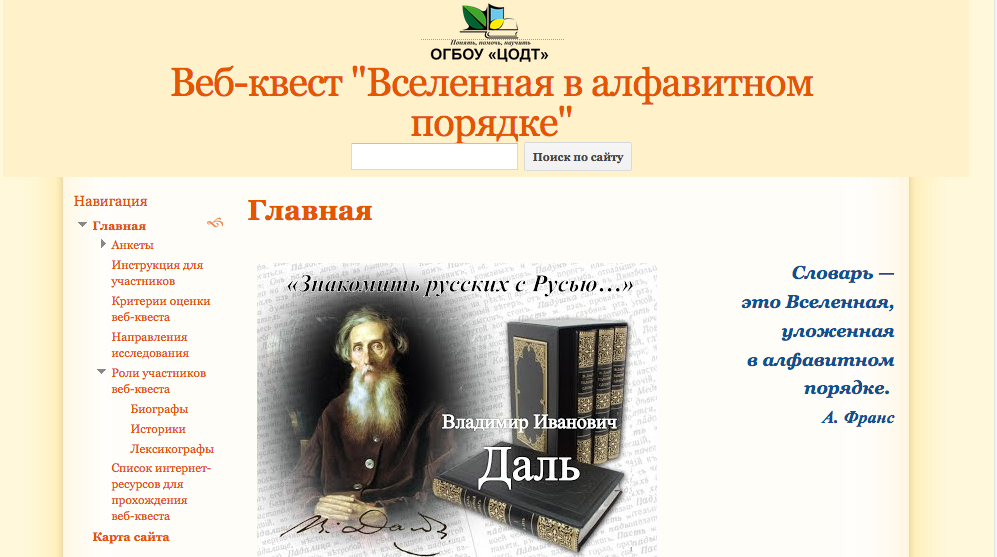 Понять, помочь, научить
ОГБОУ «ЦОДТ»
Веб-квест "Вселенная в алфавитном
порядке"
Поиск по сайту
Навигация
Главная
Анкеты
Инструкция для
участников
Критерии оценки
веб-квеста
Направления
исследования
Роли участников
веб-квеста
Биографы
Историки
Лексикографы
Список интернет-
ресурсов для
прохождения
веб-квеста
Карта сайта
Главная
«Знакомить русских с Русью…»
Владимир Иванович
Даль
В. Даль
Словарь —
это Вселенная,
уложенная
в алфавитном
порядке.
А. Франс